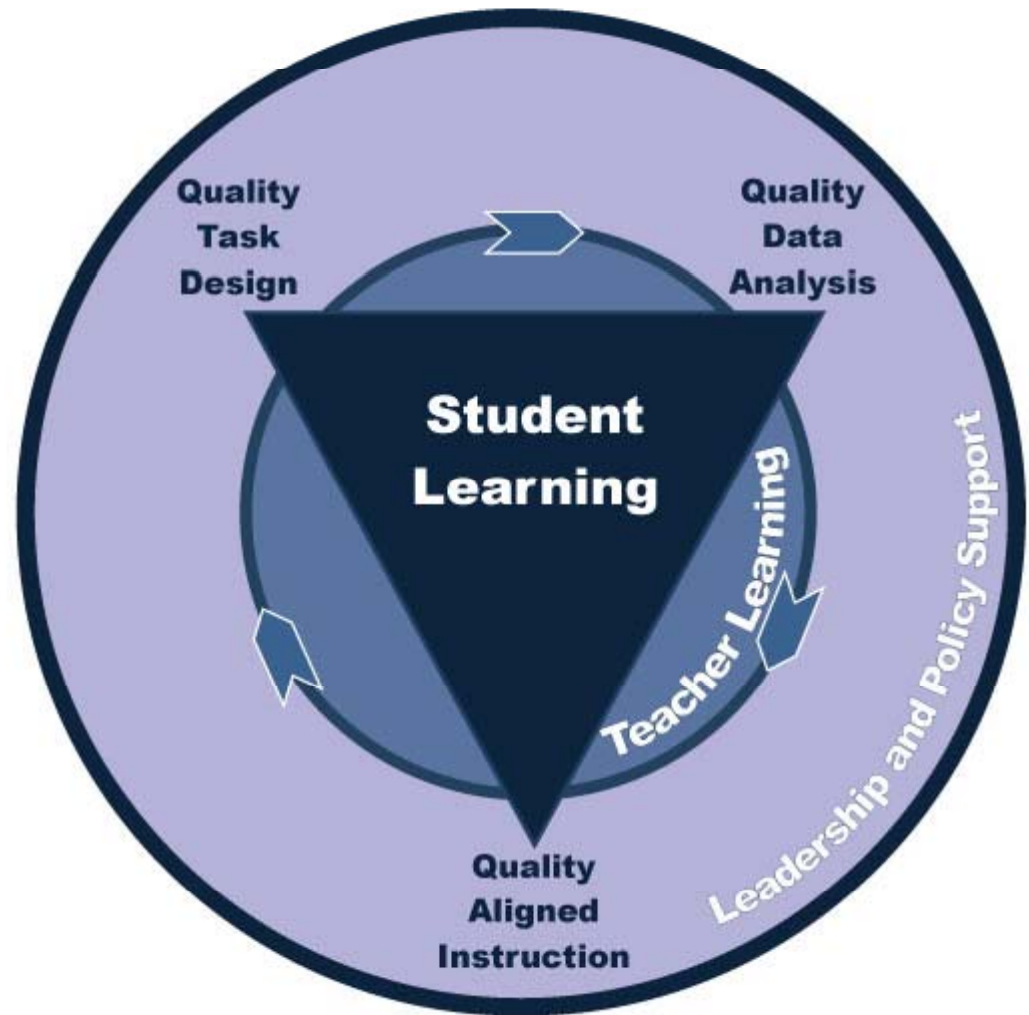 Quality
Task
Design
Quality
Data
Analysis
Student
Learning
Teacher Learning
Leadership and Policy Support
Quality
Aligned
Instruction